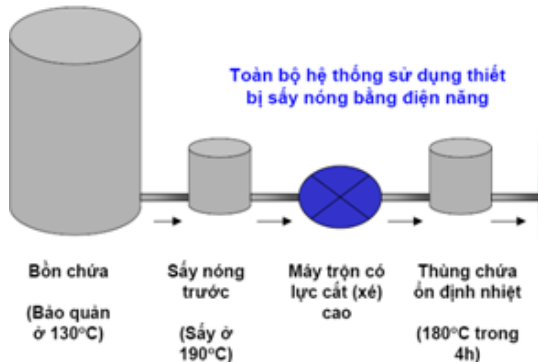 Toàn bộ hệ thống sử dụng thiết
bị sấy nóng bằng điện năng
Bồn chứa
(Bảo quản
ở 130°C)
Sấy nóng
trước
(Sấy ở
190°C)
Máy trộn có
lực cắt (xé)
cao
Thùng chứa
ổn định nhiệt
(180°C trong
4h)